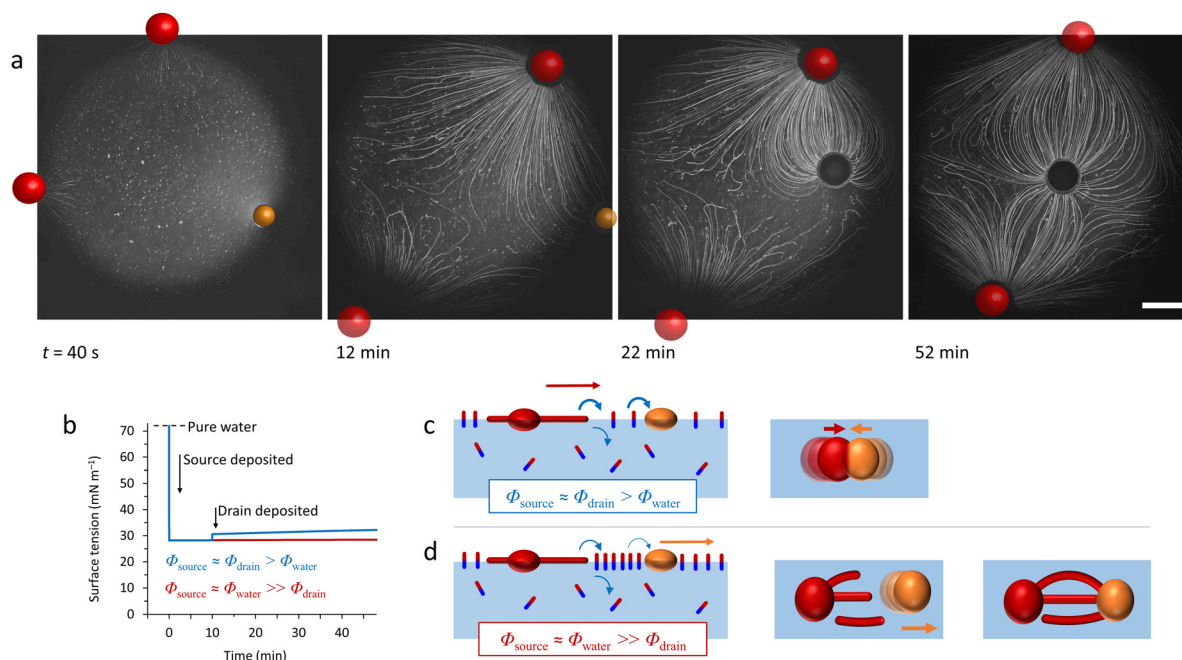 a
t = 40 s
12 min
22 min
52 min
b
Surface tension (mN m⁻¹)
70
60
50
40
30
20
10
0
Pure water
Source deposited
Drain deposited
Φsource ≈ Φdrain > Φwater
Φsource ≈ Φwater >> Φdrain
0
10
20
30
40
Time (min)
c
Φsource ≈ Φdrain > Φwater
d
Φsource ≈ Φwater >> Φdrain